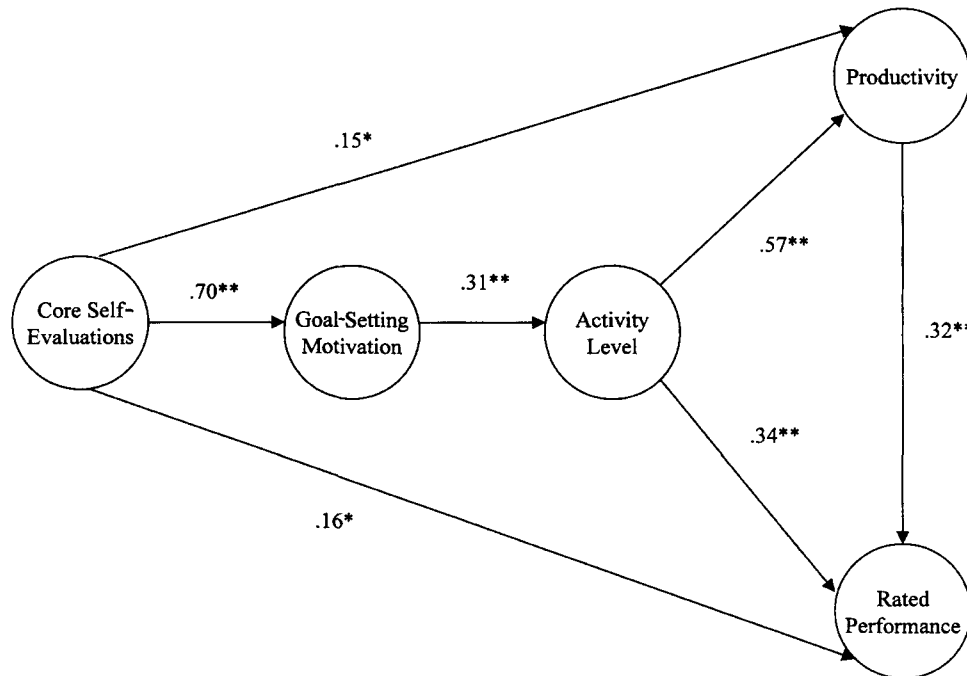 Productivity
.15*
.57**
.70**
.31**
Core Self-
Evaluations
Goal-Setting
Motivation
Activity
Level
.32**
.34**
.16*
Rated
Performance